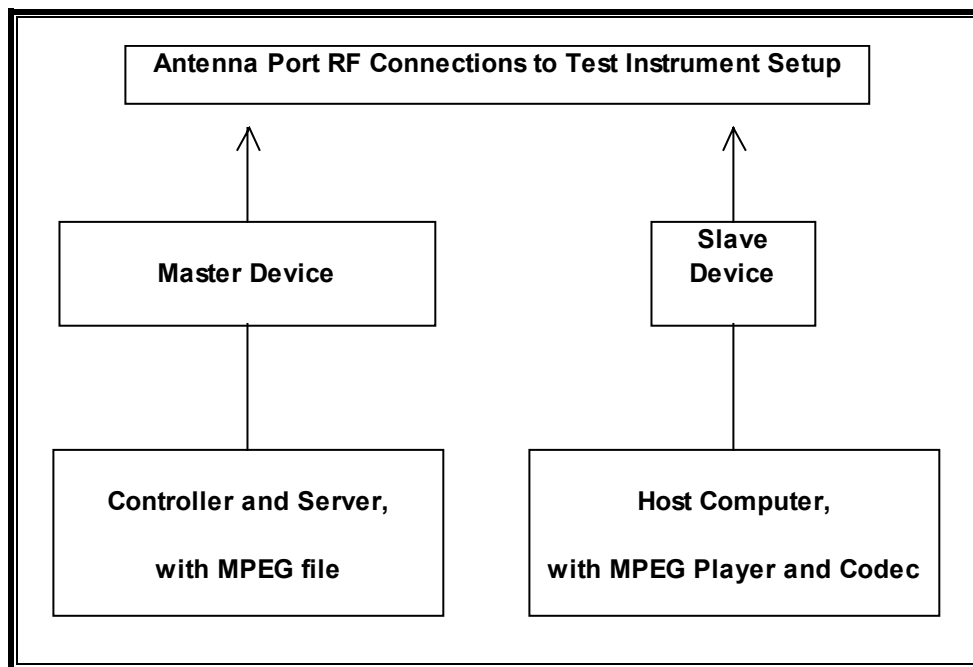 Antenna Port RF Connections to Test Instrument Setup
Master Device
Slave
Device
Controller and Server,
with MPEG file
Host Computer,
with MPEG Player and Codec